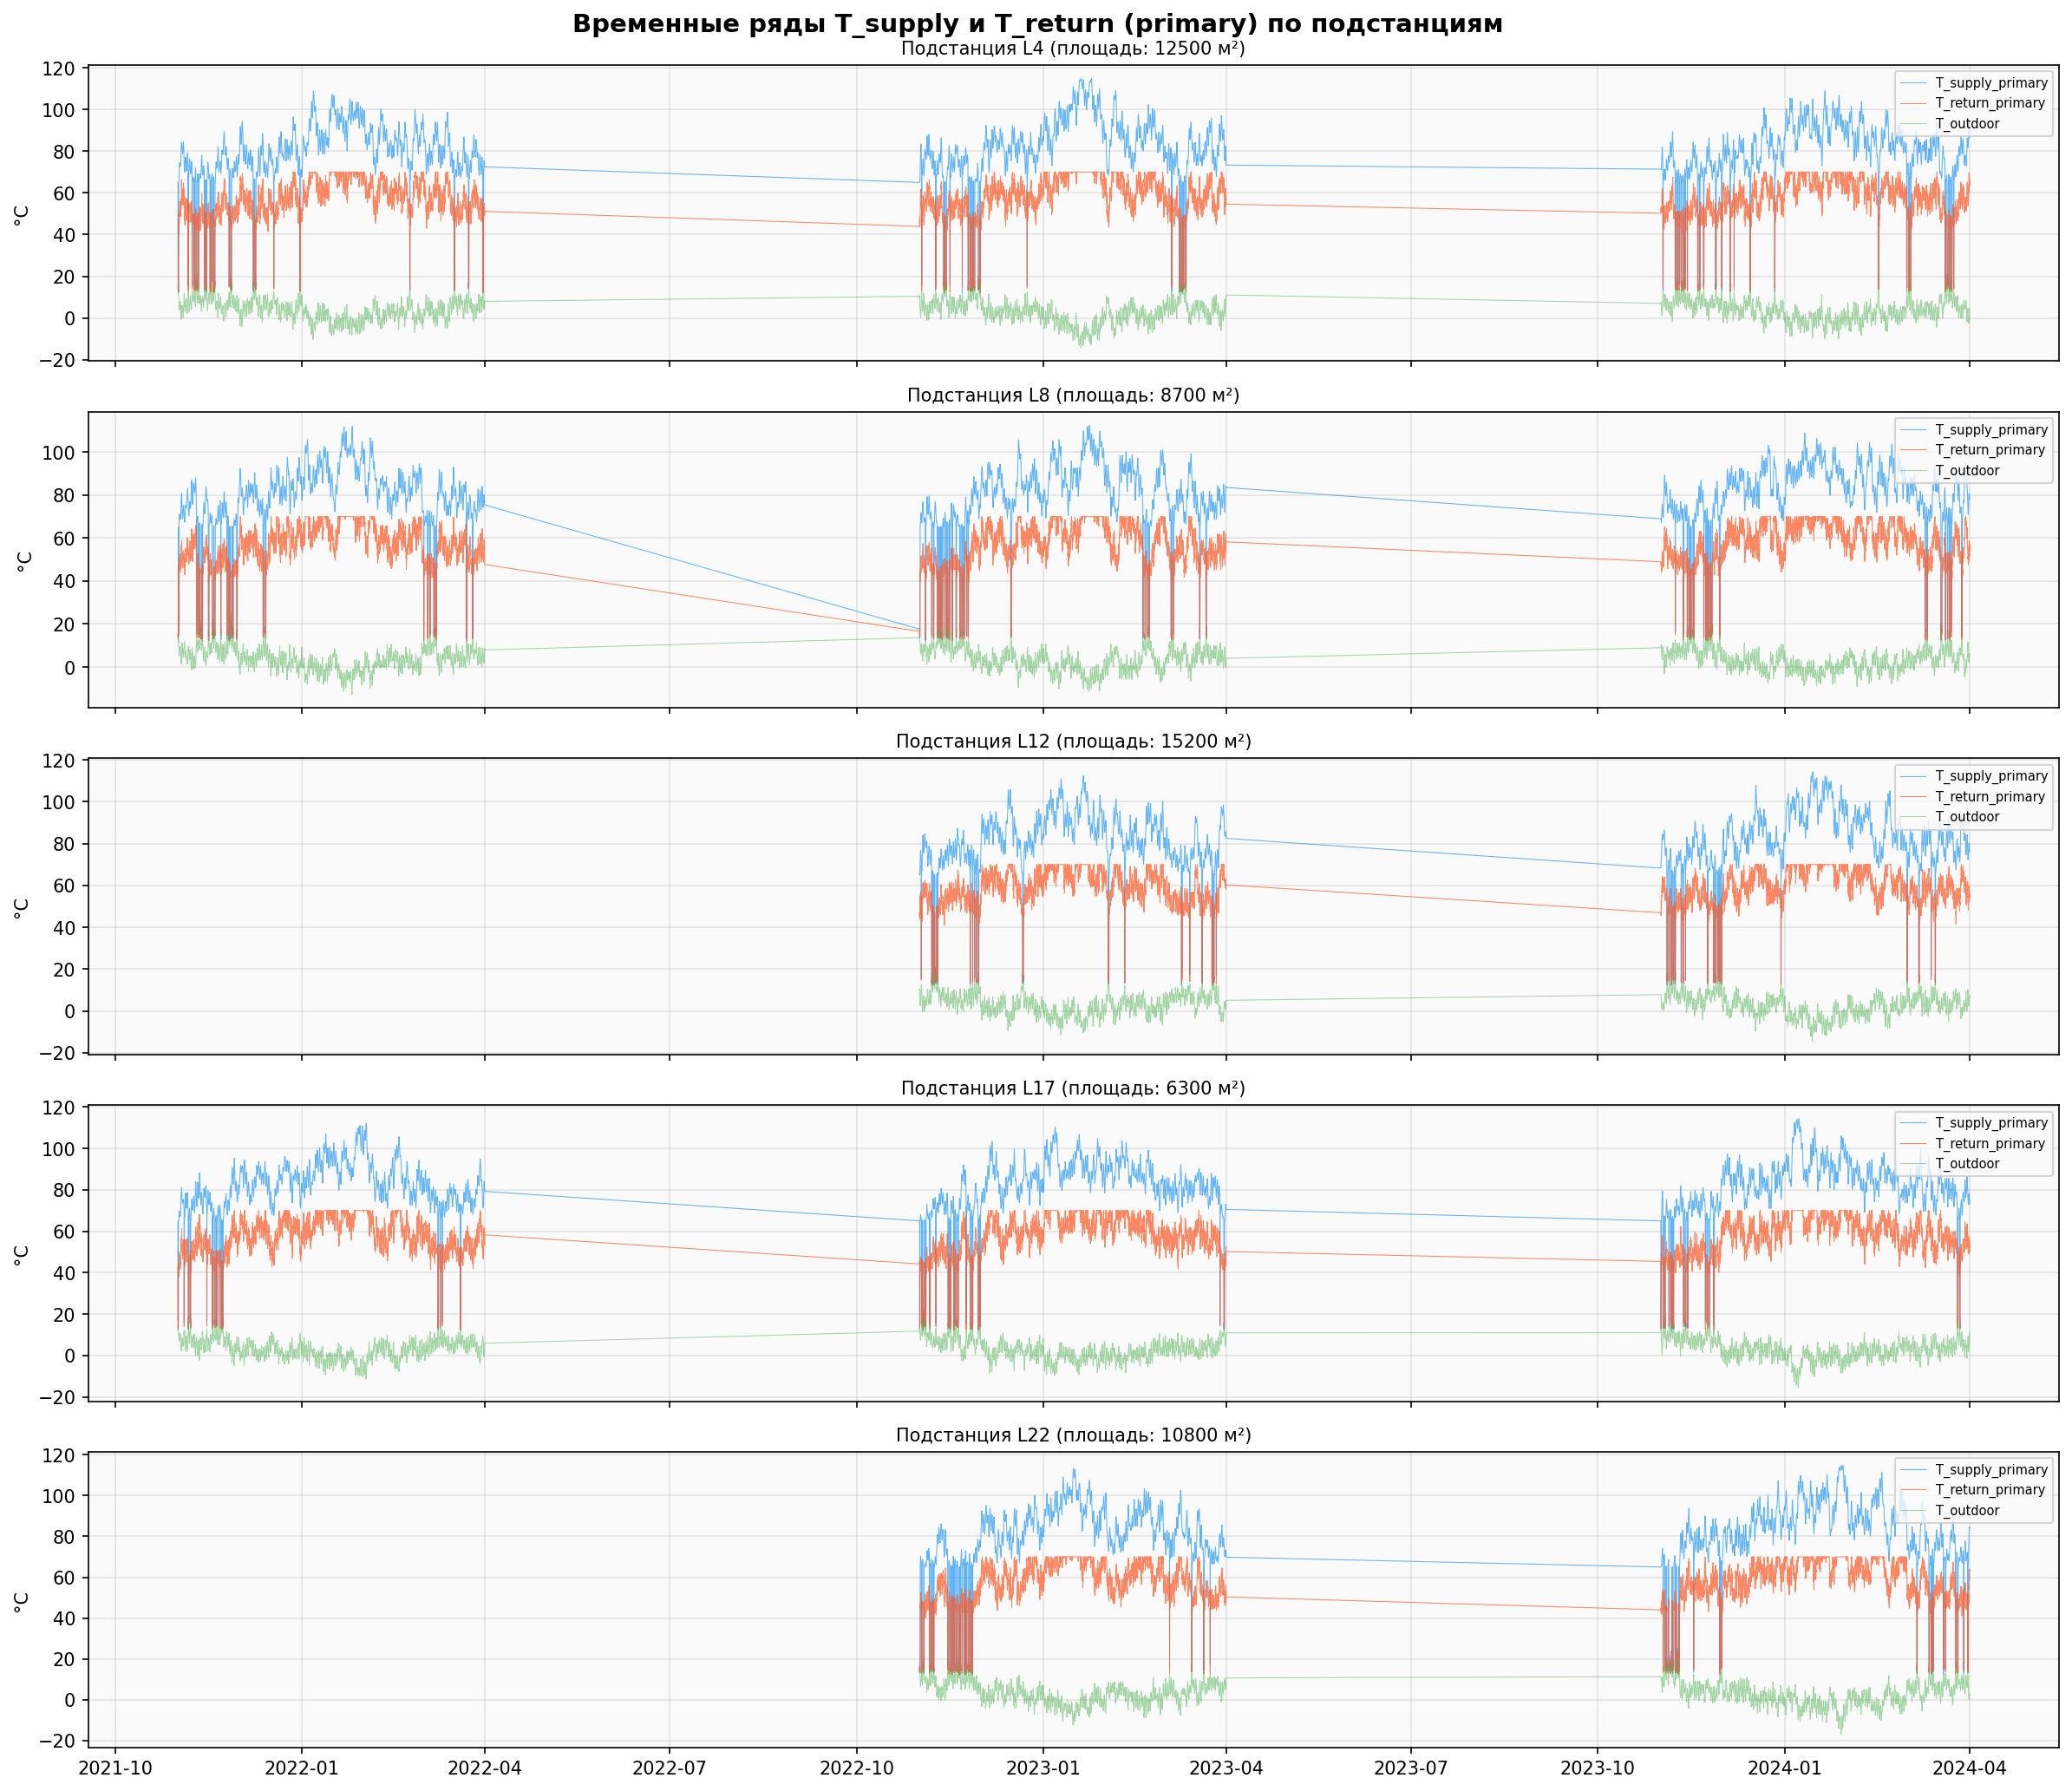 Временные ряды T_supply и T_return (primary) по подстанциям
Подстанция L4 (площадь: 12500 м²)
T_supply_primary
T_return_primary
T_outdoor
°C
120
100
80
60
40
20
0
−20
Подстанция L8 (площадь: 8700 м²)
T_supply_primary
T_return_primary
T_outdoor
°C
100
80
60
40
20
0
Подстанция L12 (площадь: 15200 м²)
T_supply_primary
T_return_primary
T_outdoor
°C
120
100
80
60
40
20
0
−20
Подстанция L17 (площадь: 6300 м²)
T_supply_primary
T_return_primary
T_outdoor
°C
120
100
80
60
40
20
0
−20
Подстанция L22 (площадь: 10800 м²)
T_supply_primary
T_return_primary
T_outdoor
°C
120
100
80
60
40
20
0
−20
2021-10 2022-01 2022-04 2022-07 2022-10 2023-01 2023-04 2023-07 2023-10 2024-01 2024-04